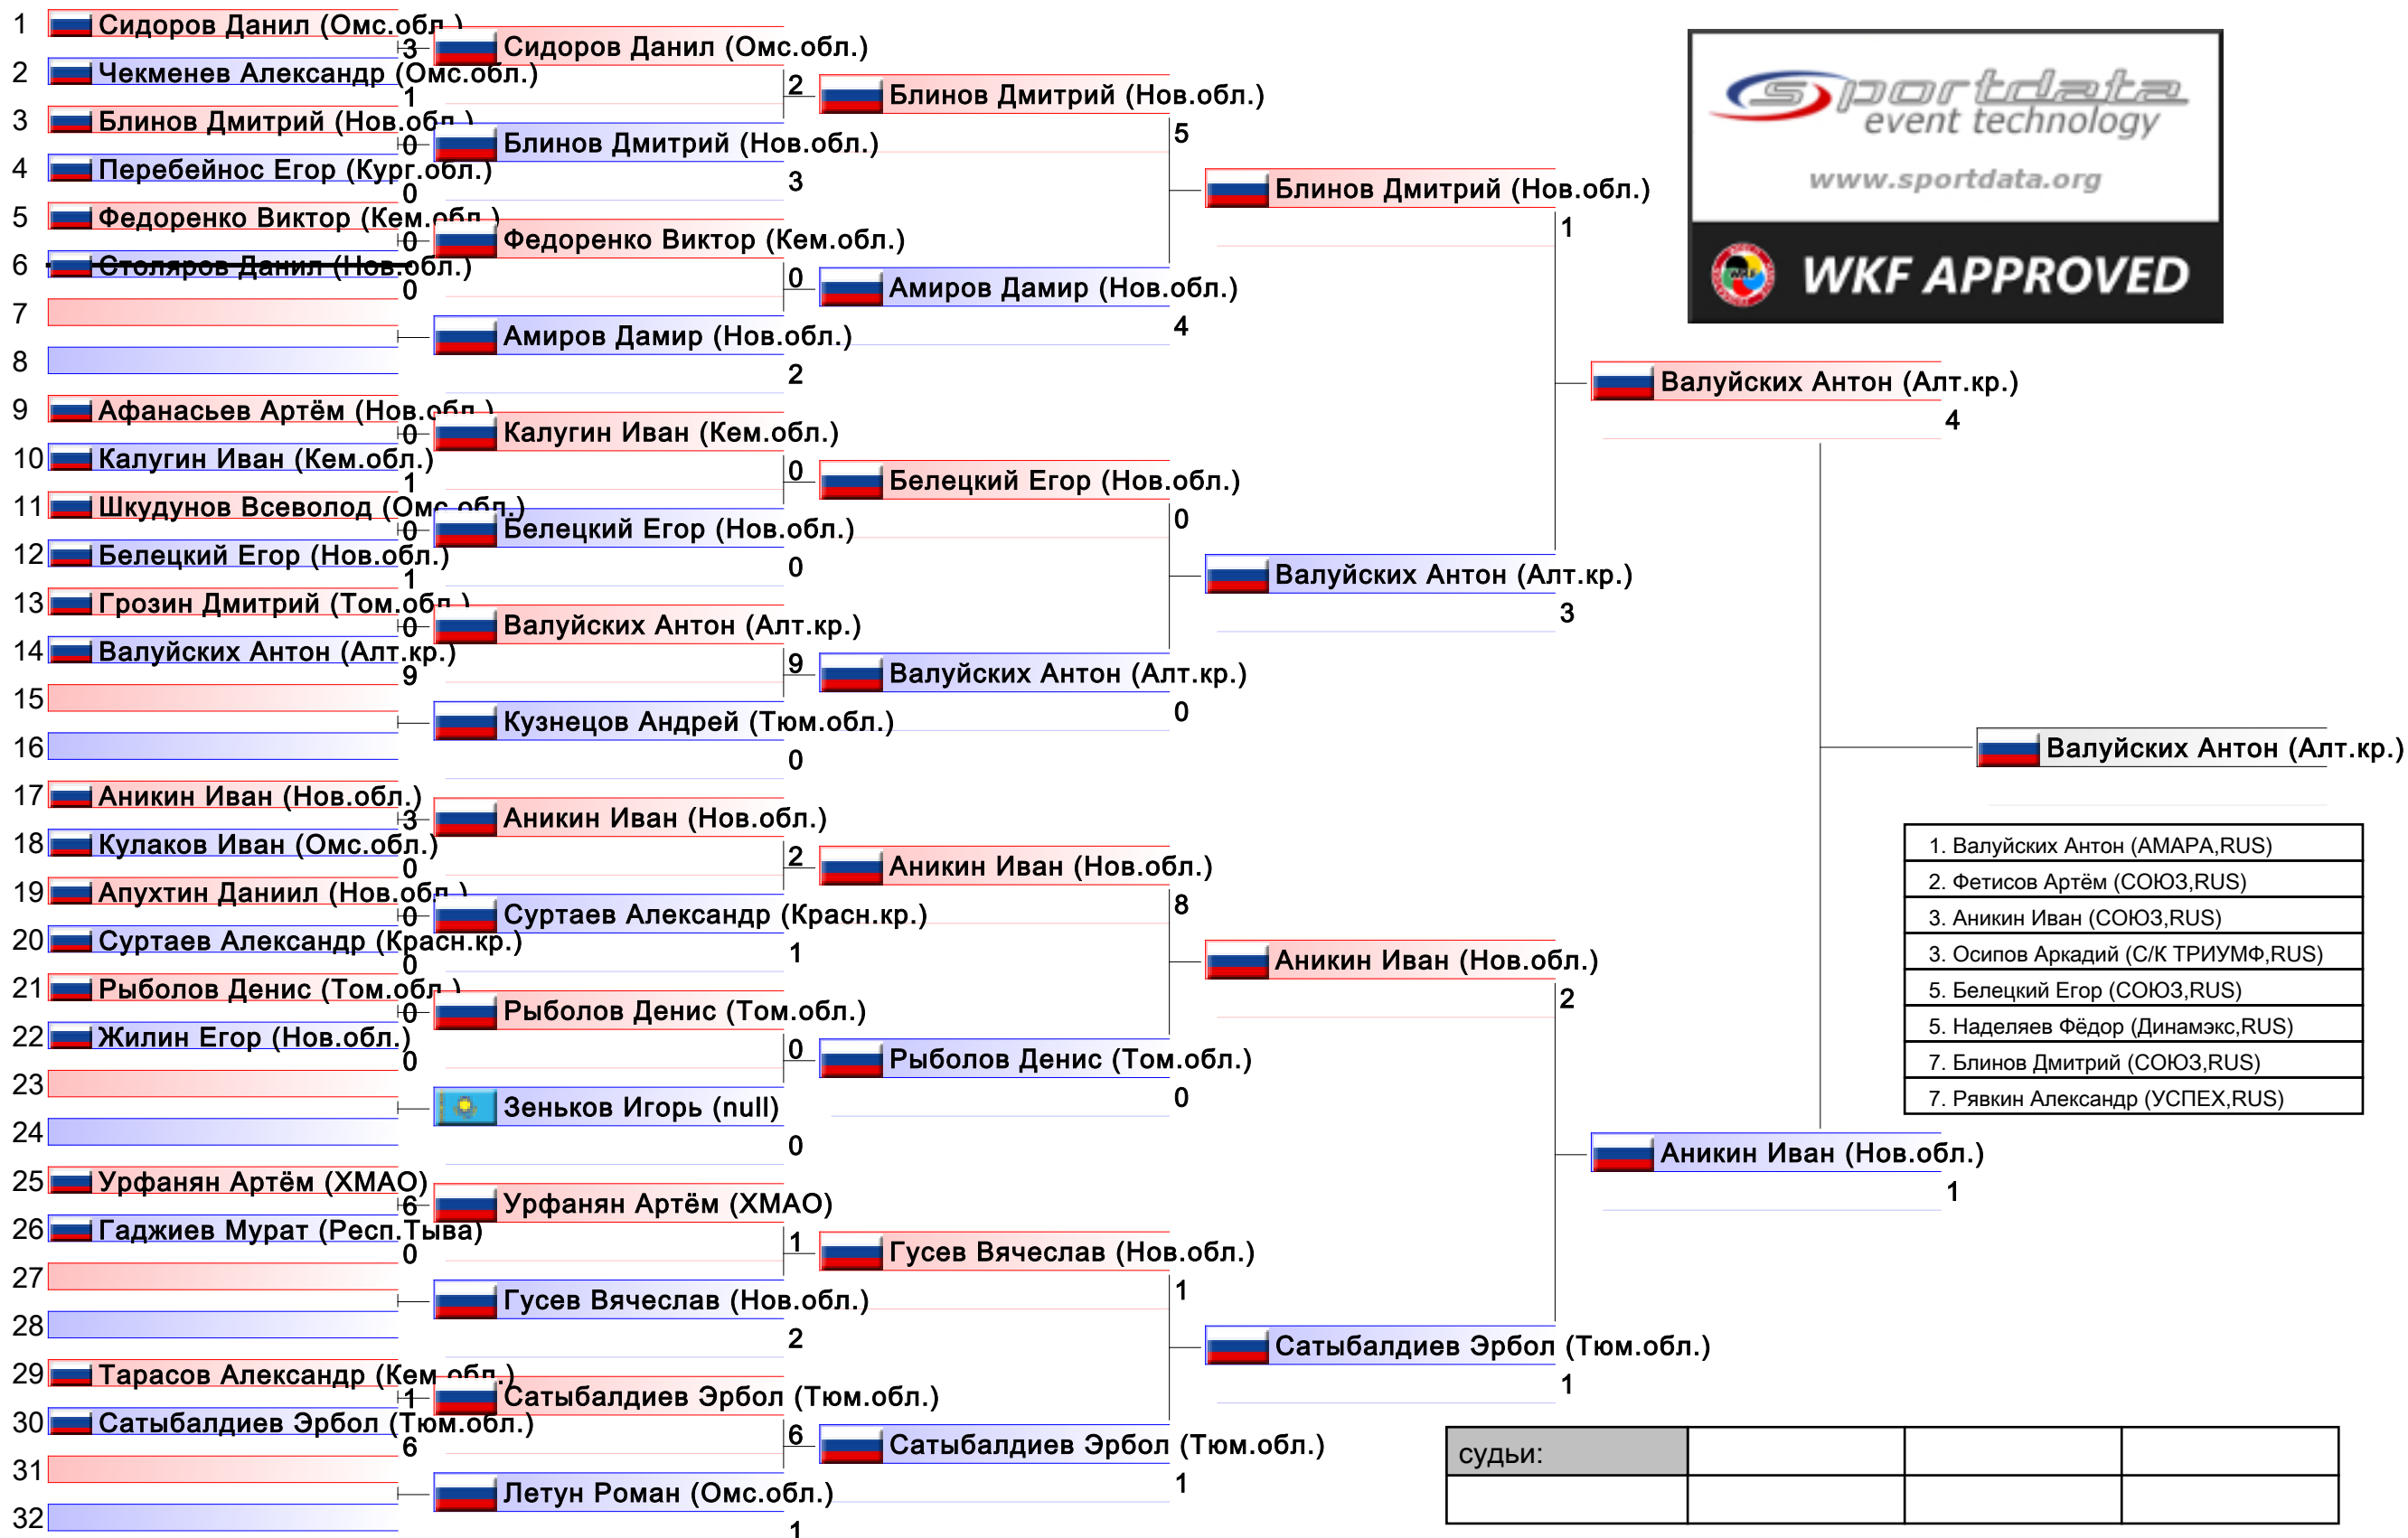 1 Сидоров Данил (Омс.обл.)
3
2 Чекменев Александр (Омс.обл.)
1
3 Блинов Дмитрий (Нов.обл.)
0
4 Перебейнос Егор (Кург.обл.)
0
5 Федоренко Виктор (Кем.обл.)
0
6 Столяров Данил (Нов.обл.)
0
7
8
9 Афанасьев Артём (Нов.обл.)
0
10 Калугин Иван (Кем.обл.)
1
11 Шкудунов Всеволод (Омс.обл.)
0
12 Белецкий Егор (Нов.обл.)
1
13 Грозин Дмитрий (Том.обл.)
0
14 Валуйских Антон (Алт.кр.)
9
15
16
17 Аникин Иван (Нов.обл.)
3
18 Кулаков Иван (Омс.обл.)
0
19 Апухтин Даниил (Нов.обл.)
0
20 Суртаев Александр (Красн.кр.)
0
21 Рыболов Денис (Том.обл.)
0
22 Жилин Егор (Нов.обл.)
0
23
24
25 Урфанян Артём (ХМАО)
6
26 Гаджиев Мурат (Респ.Тыва)
0
27
28
29 Тарасов Александр (Кем.обл.)
1
30 Сатыбалдиев Эрбол (Тюм.обл.)
6
31
32
Сидоров Данил (Омс.обл.)
2
Блинов Дмитрий (Нов.обл.)
3
Федоренко Виктор (Кем.обл.)
0
Амиров Дамир (Нов.обл.)
2
Калугин Иван (Кем.обл.)
0
Белецкий Егор (Нов.обл.)
0
Валуйских Антон (Алт.кр.)
9
Кузнецов Андрей (Тюм.обл.)
0
Аникин Иван (Нов.обл.)
2
Суртаев Александр (Красн.кр.)
1
Рыболов Денис (Том.обл.)
0
Зеньков Игорь (null)
0
Урфанян Артём (ХМАО)
1
Гусев Вячеслав (Нов.обл.)
2
Сатыбалдиев Эрбол (Тюм.обл.)
6
Летун Роман (Омс.обл.)
1
Блинов Дмитрий (Нов.обл.)
5
Амиров Дамир (Нов.обл.)
4
Белецкий Егор (Нов.обл.)
0
Валуйских Антон (Алт.кр.)
0
Аникин Иван (Нов.обл.)
8
Рыболов Денис (Том.обл.)
0
Гусев Вячеслав (Нов.обл.)
1
Сатыбалдиев Эрбол (Тюм.обл.)
1
Блинов Дмитрий (Нов.обл.)
1
Валуйских Антон (Алт.кр.)
3
Аникин Иван (Нов.обл.)
2
Сатыбалдиев Эрбол (Тюм.обл.)
1
Валуйских Антон (Алт.кр.)
4
Аникин Иван (Нов.обл.)
1
Валуйских Антон (Алт.кр.)
sportdata
event technology
www.sportdata.org
WKF
WKF APPROVED
1. Валуйских Антон (АМАРА,RUS)
2. Фетисов Артём (СОЮЗ,RUS)
3. Аникин Иван (СОЮЗ,RUS)
3. Осипов Аркадий (С/К ТРИУМФ,RUS)
5. Белецкий Егор (СОЮЗ,RUS)
5. Наделяев Фёдор (Динамэкс,RUS)
7. Блинов Дмитрий (СОЮЗ,RUS)
7. Рявкин Александр (УСПЕХ,RUS)
судьи: